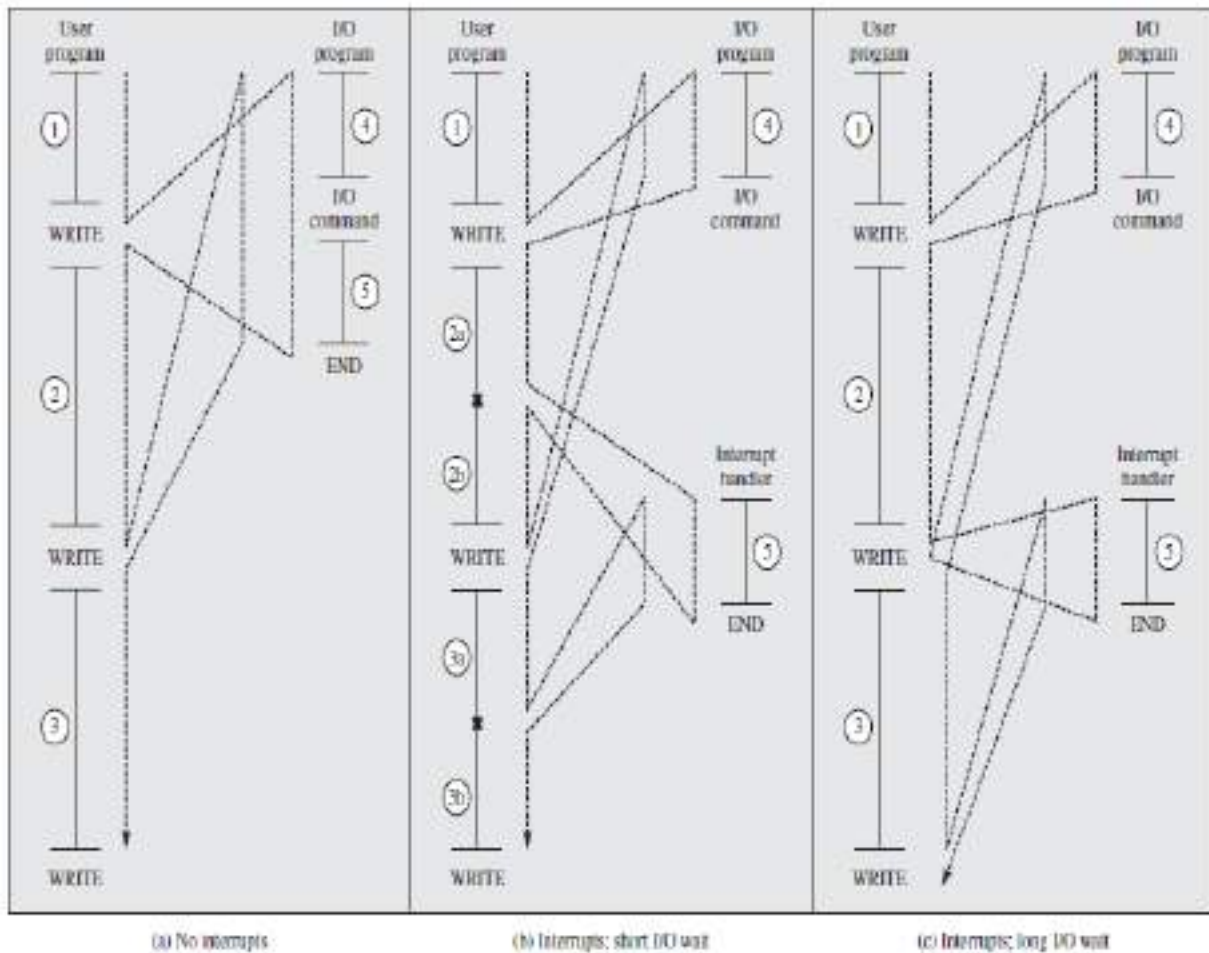 User
program
I/O
program
1
4
I/O
command
WRITE
5
END
2
WRITE
3
WRITE
(a) No interrupts
User
program
I/O
program
1
4
I/O
command
WRITE
2a
2b
Interrupt
handler
WRITE
5
END
3a
3b
WRITE
(b) Interrupts; short I/O wait
User
program
I/O
program
1
4
I/O
command
WRITE
2
Interrupt
handler
WRITE
5
END
3
WRITE
(c) Interrupts; long I/O wait